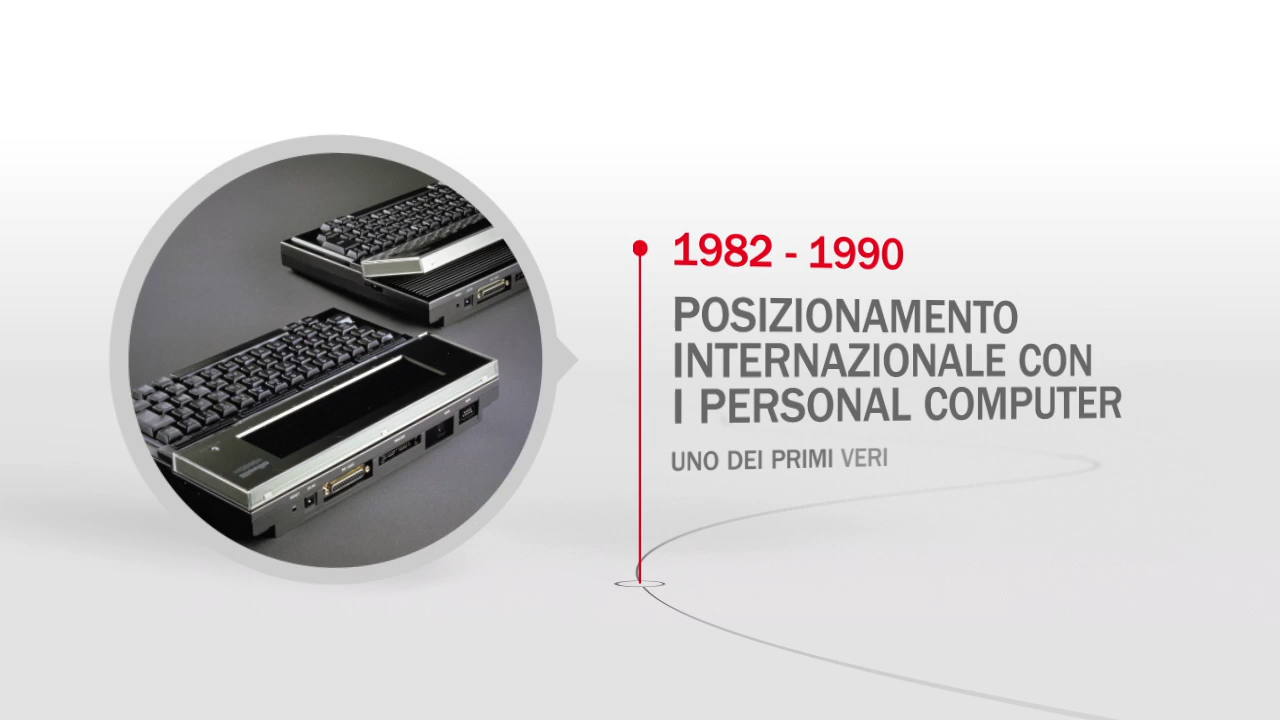 1982 - 1990
POSIZIONAMENTO
INTERNAZIONALE CON
I PERSONAL COMPUTER
UNO DEI PRIMI VERI